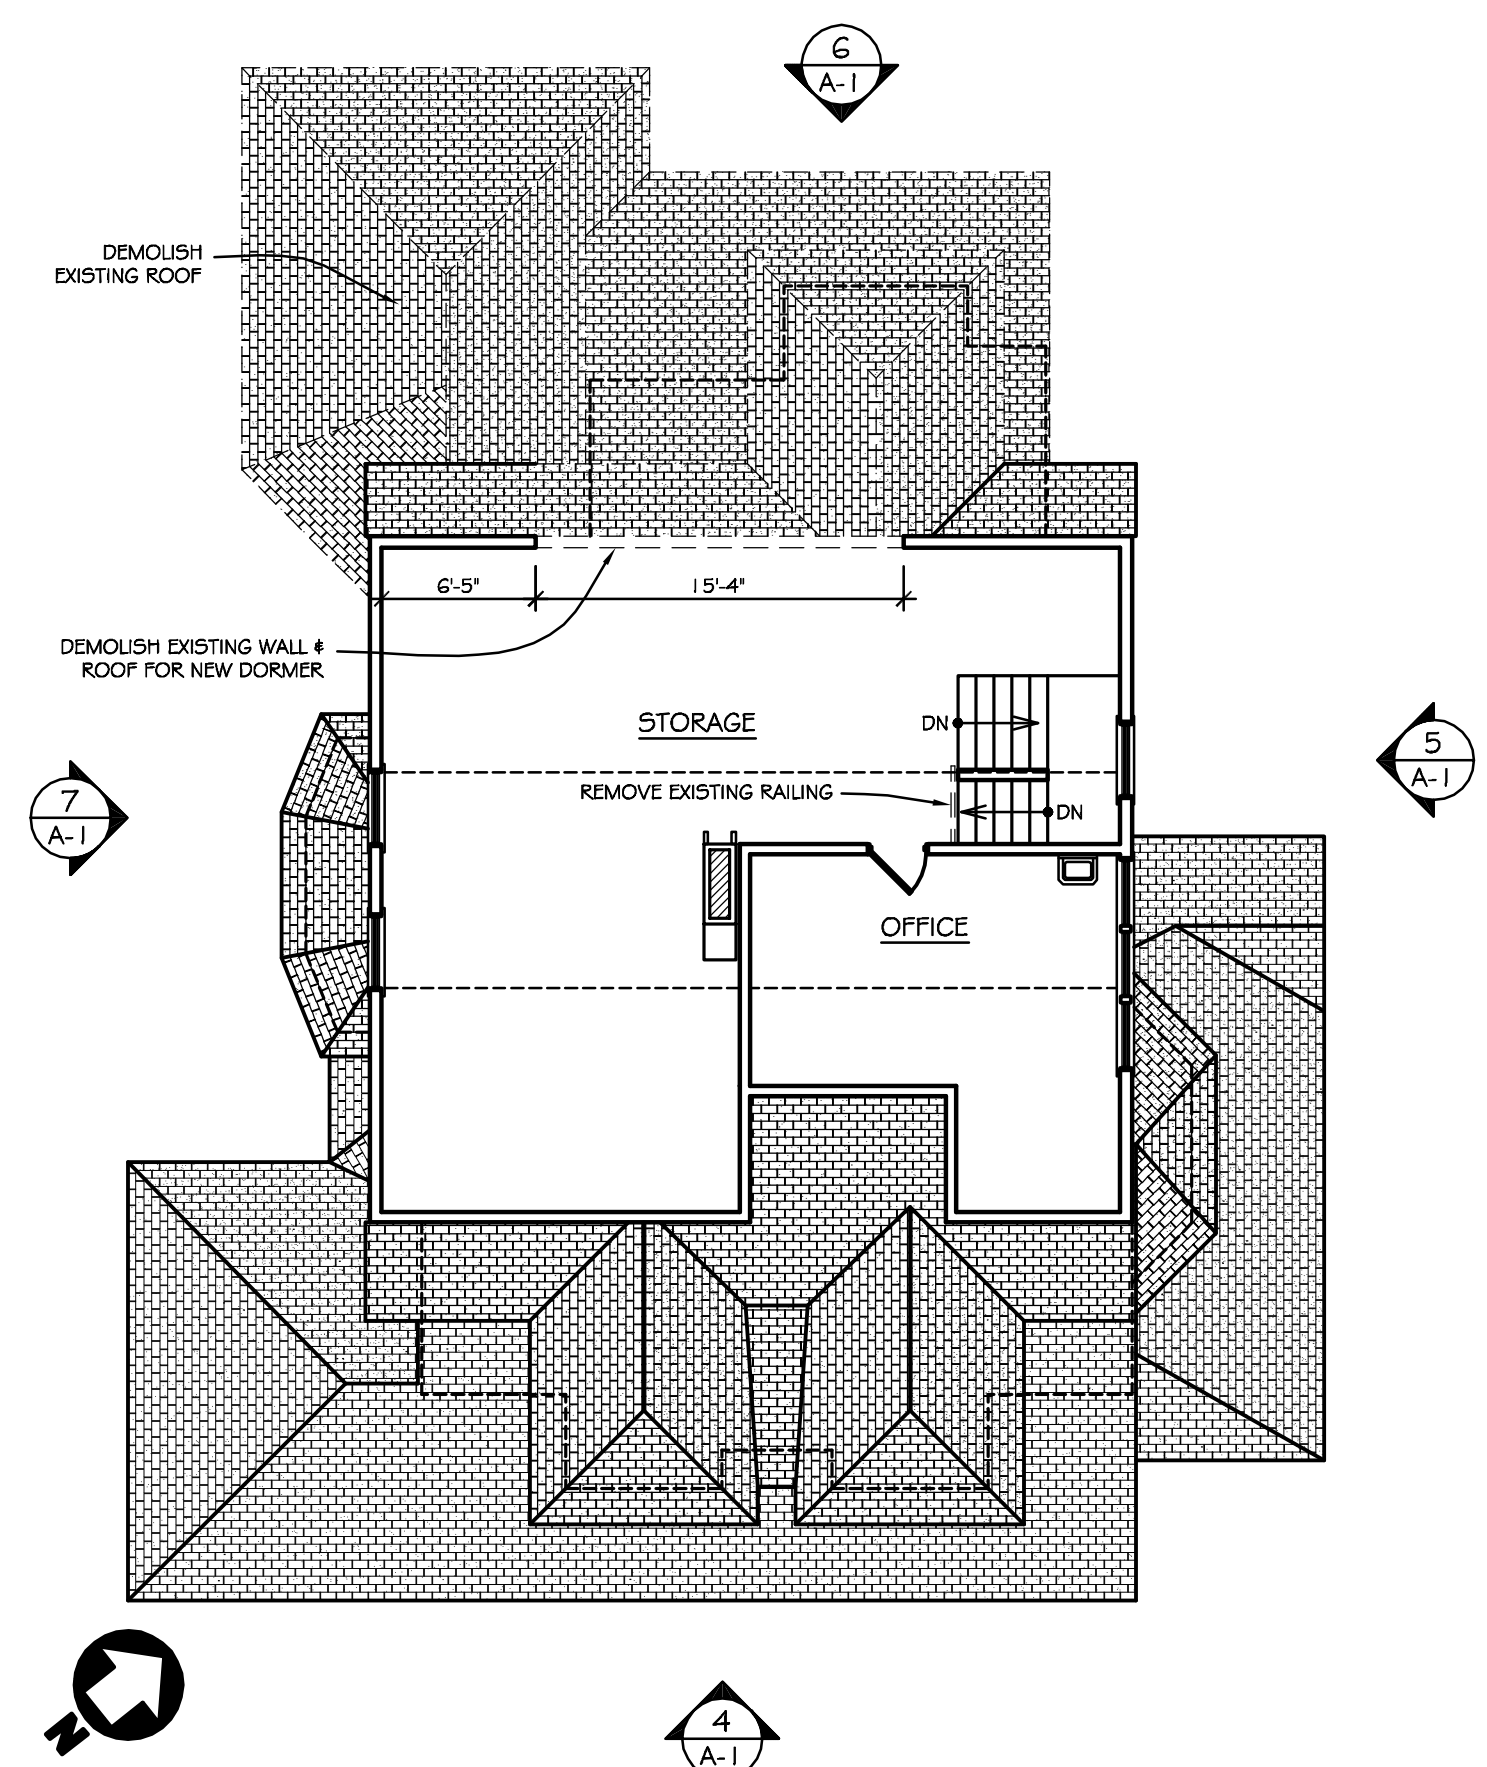 6
A-1
DEMOLISH
EXISTING ROOF
6'-5"
15'-4"
DEMOLISH EXISTING WALL &
ROOF FOR NEW DORMER
STORAGE
DN
5
A-1
REMOVE EXISTING RAILING
DN
7
A-1
OFFICE
N
4
A-1